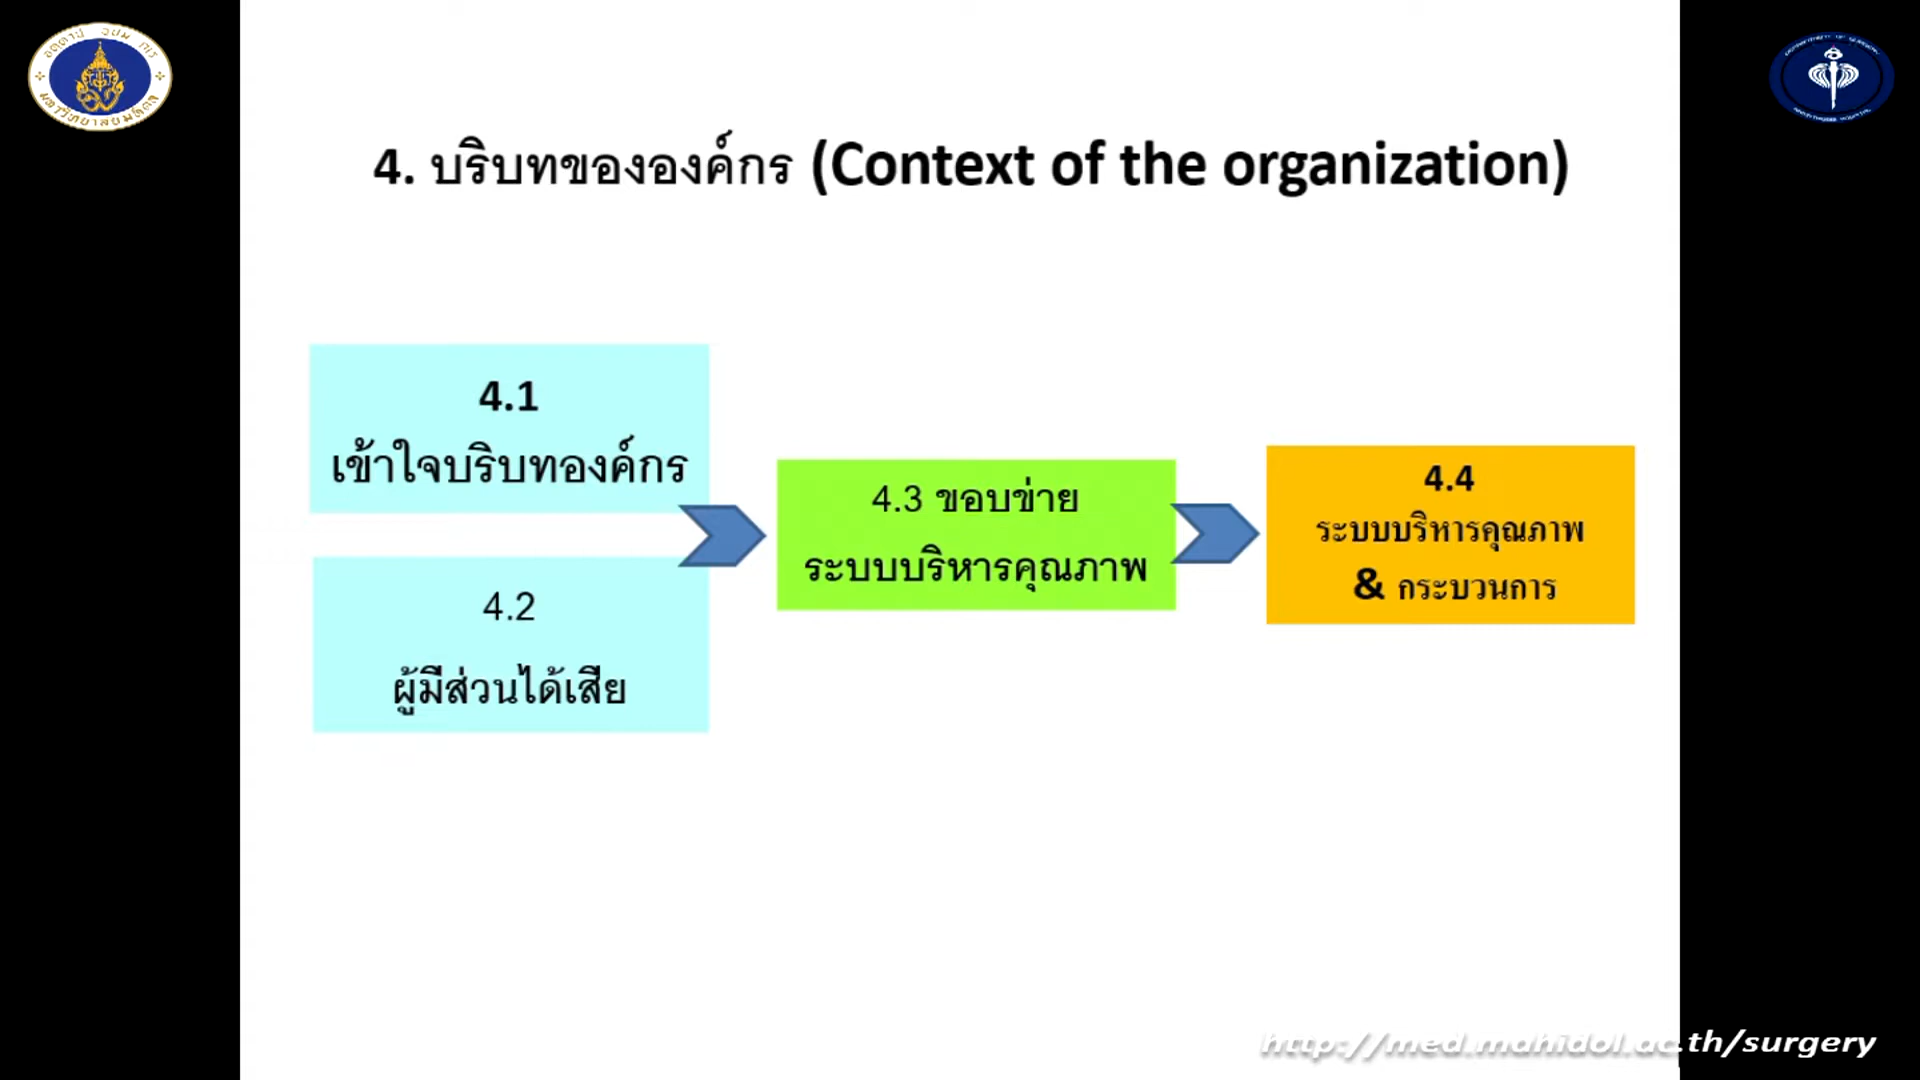 4. บริบทขององค์กร (Context of the organization)
4.1
เข้าใจบริบทองค์กร
4.2
ผู้มีส่วนได้เสีย
4.3 ขอบข่าย
ระบบบริหารคุณภาพ
4.4
ระบบบริหารคุณภาพ
& กระบวนการ
http://med.mahidol.ac.th/surgery